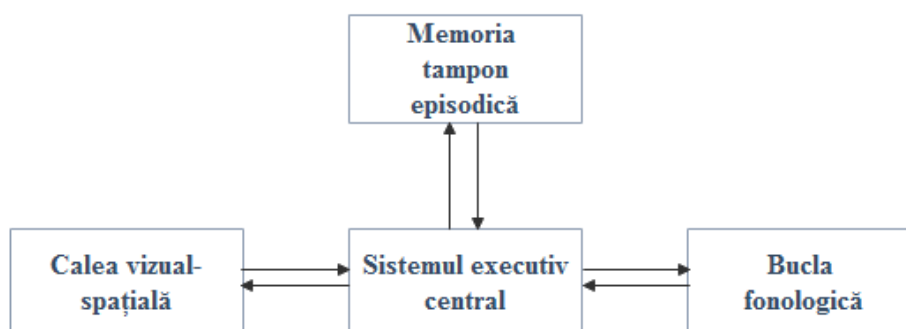 Memoria
tampon
episodică
Calea vizual-
spațială
Sistemul executiv
central
Bucla
fonologică